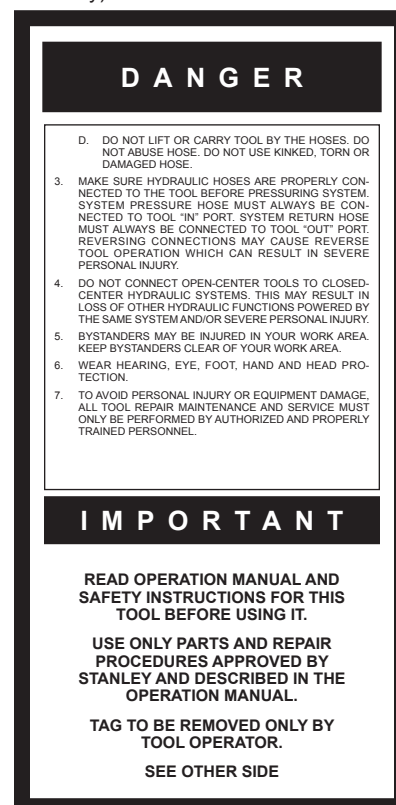 D A N G E R
D. DO NOT LIFT OR CARRY TOOL BY THE HOSES. DO
NOT ABUSE HOSE. DO NOT USE KINKED, TORN OR
DAMAGED HOSE.
3. MAKE SURE HYDRAULIC HOSES ARE PROPERLY CON-
NECTED TO THE TOOL BEFORE PRESSURING SYSTEM.
SYSTEM PRESSURE HOSE MUST ALWAYS BE CON-
NECTED TO TOOL “IN” PORT. SYSTEM RETURN HOSE
MUST ALWAYS BE CONNECTED TO TOOL “OUT” PORT.
REVERSING CONNECTIONS MAY CAUSE REVERSE
TOOL OPERATION WHICH CAN RESULT IN SEVERE
PERSONAL INJURY.
4. DO NOT CONNECT OPEN-CENTER TOOLS TO CLOSED-
CENTER HYDRAULIC SYSTEMS. THIS MAY RESULT IN
LOSS OF OTHER HYDRAULIC FUNCTIONS POWERED BY
THE SAME SYSTEM AND/OR SEVERE PERSONAL INJURY.
5. BYSTANDERS MAY BE INJURED IN YOUR WORK AREA.
KEEP BYSTANDERS CLEAR OF YOUR WORK AREA.
6. WEAR HEARING, EYE, FOOT, HAND AND HEAD PRO-
TECTION.
7. TO AVOID PERSONAL INJURY OR EQUIPMENT DAMAGE,
ALL TOOL REPAIR MAINTENANCE AND SERVICE MUST
ONLY BE PERFORMED BY AUTHORIZED AND PROPERLY
TRAINED PERSONNEL.
I M P O R T A N T
READ OPERATION MANUAL AND
SAFETY INSTRUCTIONS FOR THIS
TOOL BEFORE USING IT.
USE ONLY PARTS AND REPAIR
PROCEDURES APPROVED BY
STANLEY AND DESCRIBED IN THE
OPERATION MANUAL.
TAG TO BE REMOVED ONLY BY
TOOL OPERATOR.
SEE OTHER SIDE